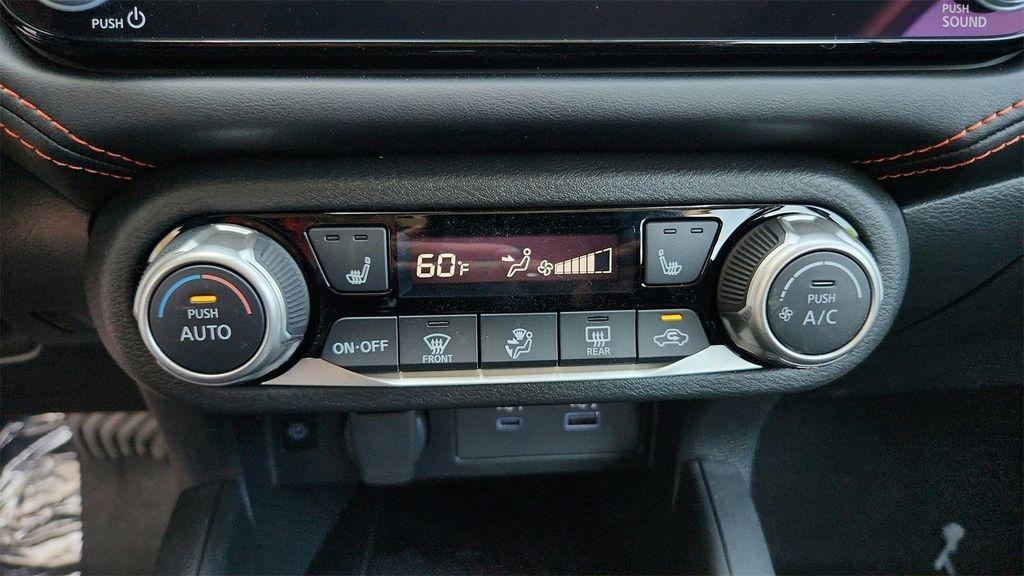 PUSH
PUSH
SOUND
60°F
PUSH
AUTO
ON·OFF
FRONT
REAR
PUSH
A/C